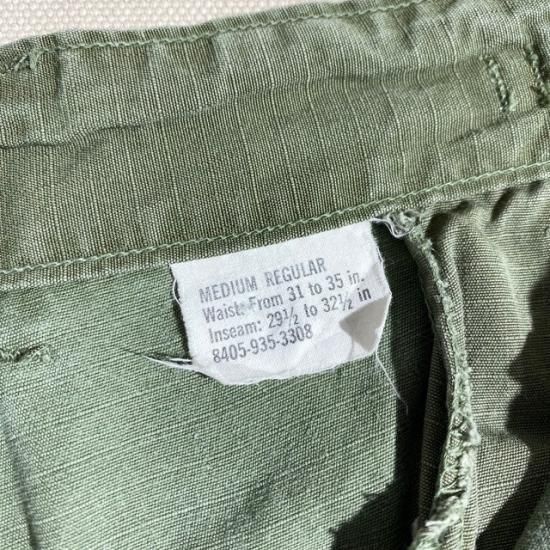 MEDIUM REGULAR
Waist: From 31 to 35 in.
Inseam: 29½ to 32½ in
8405-935-3308